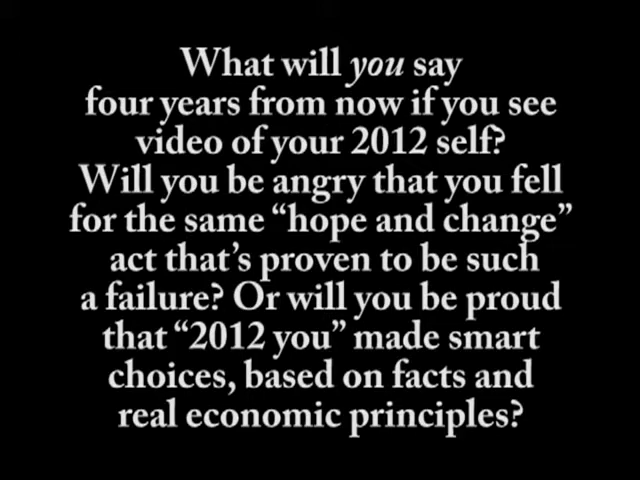 What will you say
four years from now if you see
video of your 2012 self?
Will you be angry that you fell
for the same “hope and change”
act that’s proven to be such
a failure? Or will you be proud
that “2012 you” made smart
choices, based on facts and
real economic principles?